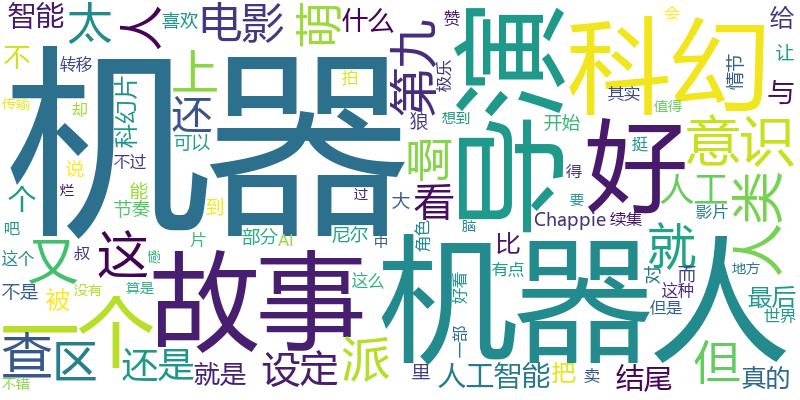 智能
太
人
电影
萌
喜欢
什么
赞
第九
导演
科幻
会
给
不
转移
上
拍
极乐
让
情节
与
传输
却
科幻片
还
机器
狼
想到
其实
值得
可以
啊
开始
挺
好
意识
说
不过
能
个
节奏
到
过
大
看
得
要
人工
人类
烂
吧
又
这
片
部分
AI
尼尔
中
角色
Chappie
续集
影片
脑
比
就
对
而
这个
叔
故事
机器人
有点
地方
不是
被
没有
算是
感
这么
好看
这种
最后
但是
世界
一个
查
区
还是
就是
设定
派
里
一部
人工智能
把
卖
结尾
但
真的
不错